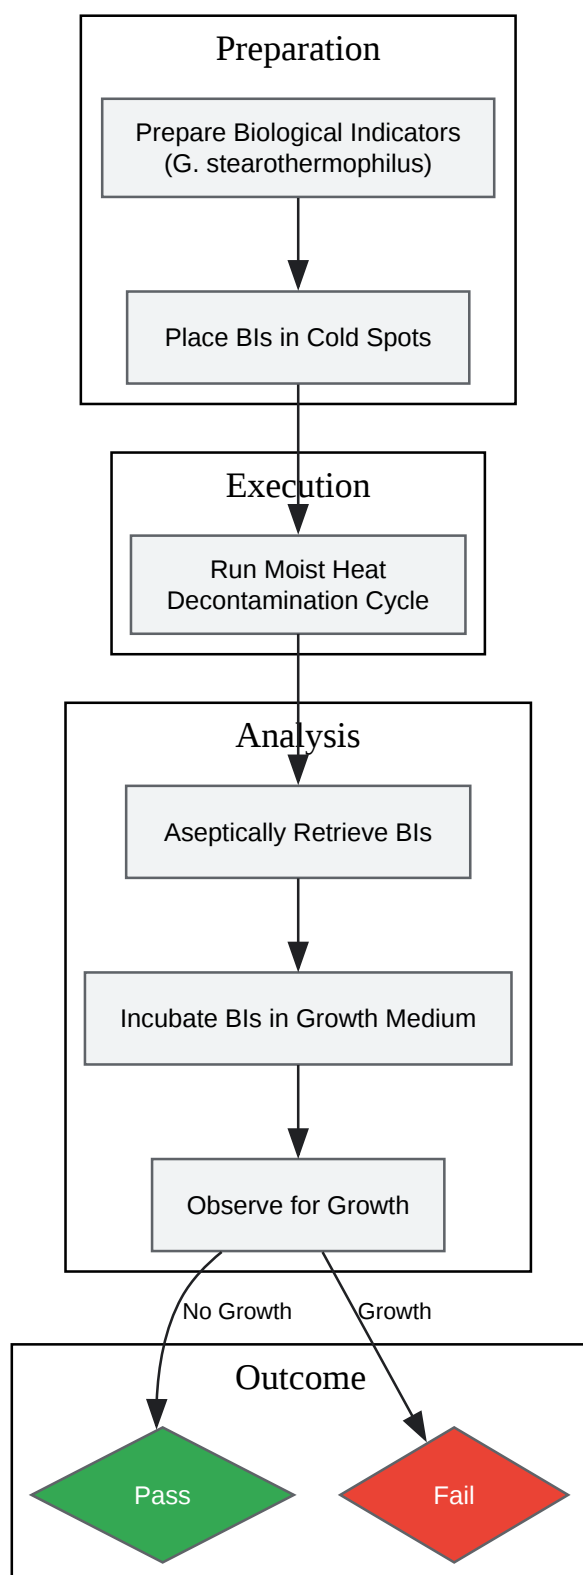 Preparation
Prepare Biological Indicators
(G. stearothermophilus)
Place BIs in Cold Spots
Execution
Run Moist Heat
Decontamination Cycle
Analysis
Aseptically Retrieve BIs
Incubate BIs in Growth Medium
Observe for Growth
No Growth
Growth
Outcome
Pass
Fail